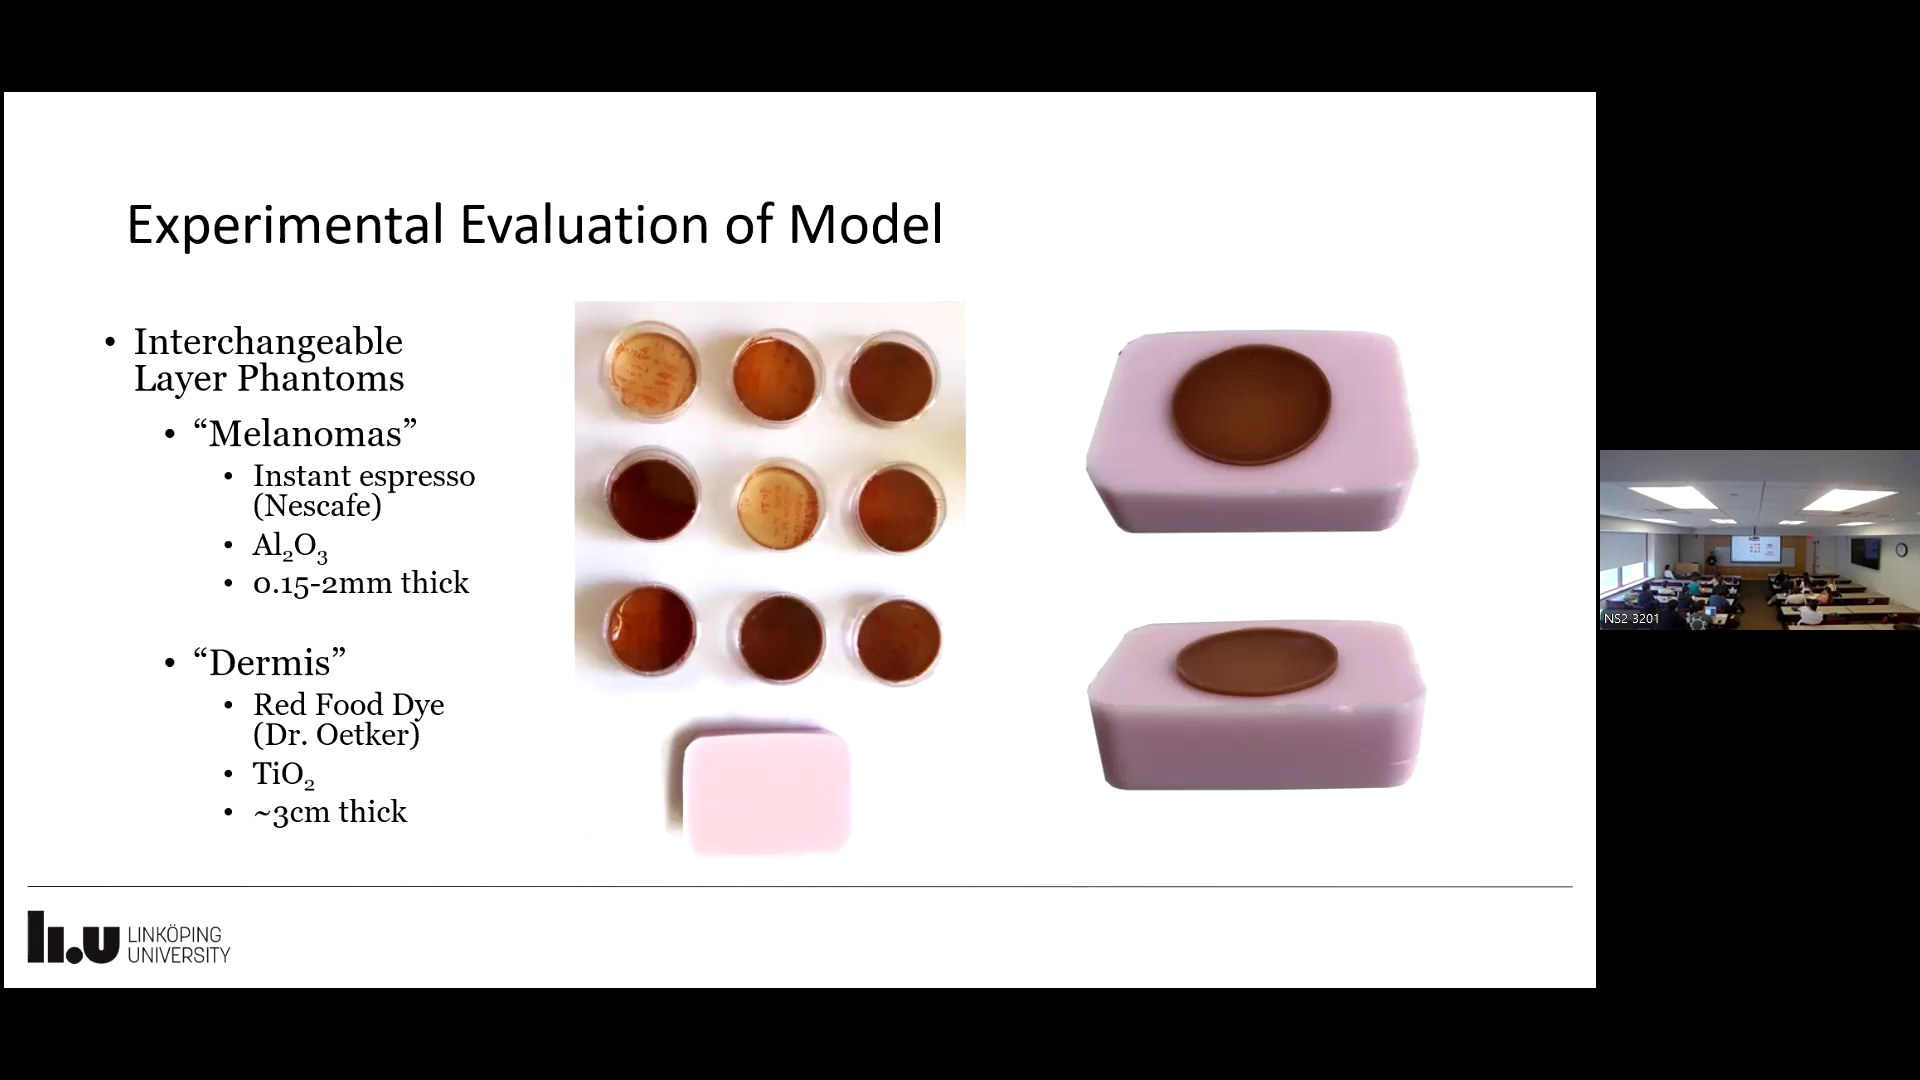 Experimental Evaluation of Model
• Interchangeable
Layer Phantoms
• “Melanomas”
• Instant espresso
(Nescafe)
• Al₂O₃
• 0.15-2mm thick
• “Dermis”
• Red Food Dye
(Dr. Oetker)
• TiO₂
• ~3cm thick
li.u LINKÖPING
UNIVERSITY
NS2 3201